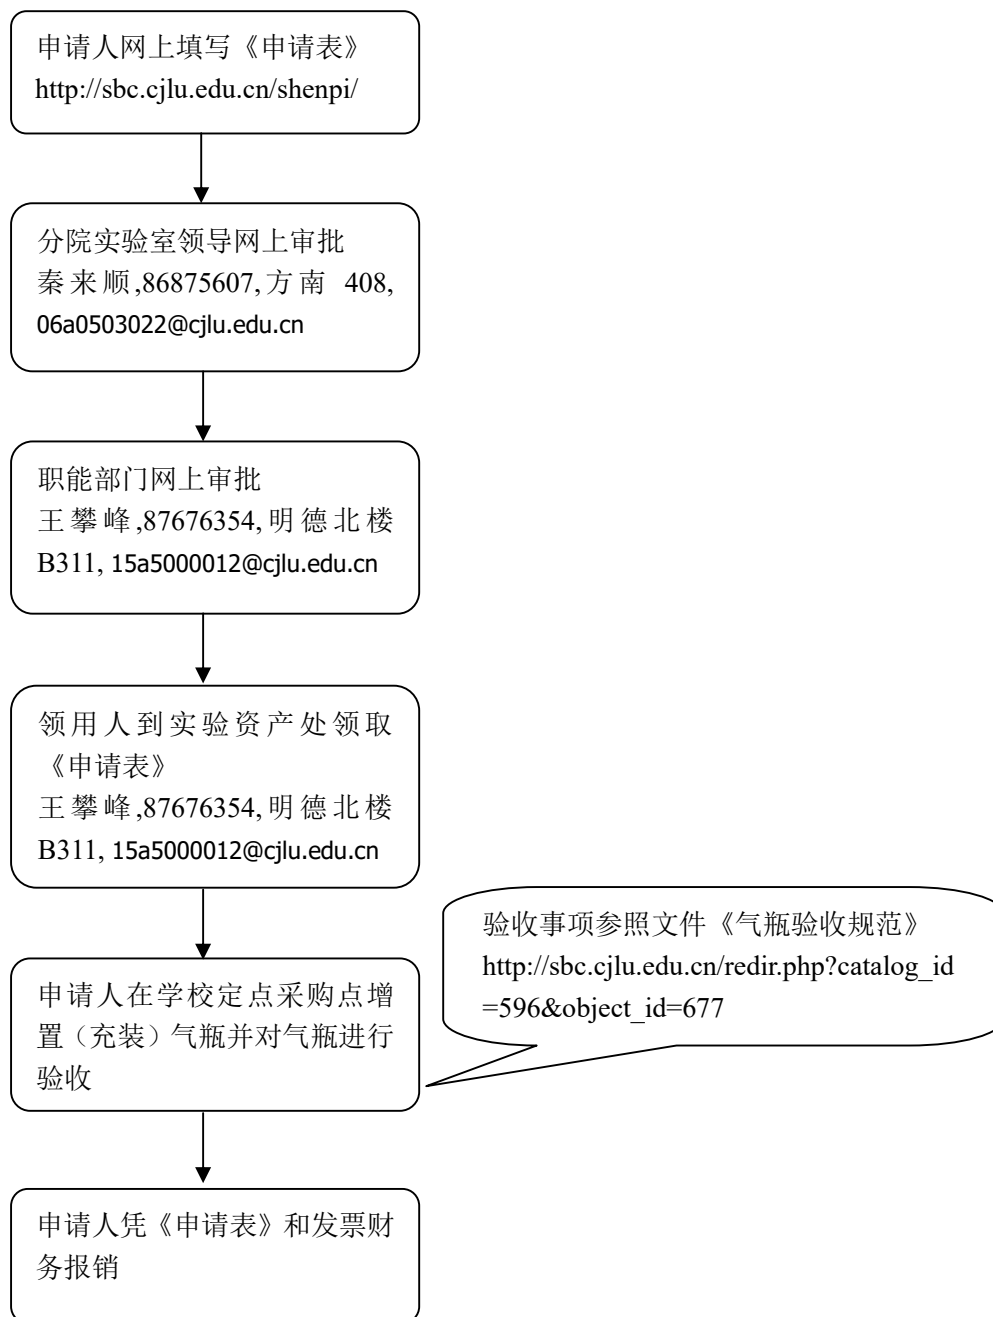 申请人网上填写《申请表》
http://sbc.cjlu.edu.cn/shenpi/
分院实验室领导网上审批
秦来顺,86875607,方南 408,
06a0503022@cjlu.edu.cn
职能部门网上审批
王攀峰,87676354,明德北楼
B311, 15a5000012@cjlu.edu.cn
领用人到实验资产处领取
《申请表》
王攀峰,87676354,明德北楼
B311, 15a5000012@cjlu.edu.cn
申请人在学校定点采购点增
置（充装）气瓶并对气瓶进行
验收
验收事项参照文件《气瓶验收规范》
http://sbc.cjlu.edu.cn/redir.php?catalog_id
=596&object_id=677
申请人凭《申请表》和发票财
务报销